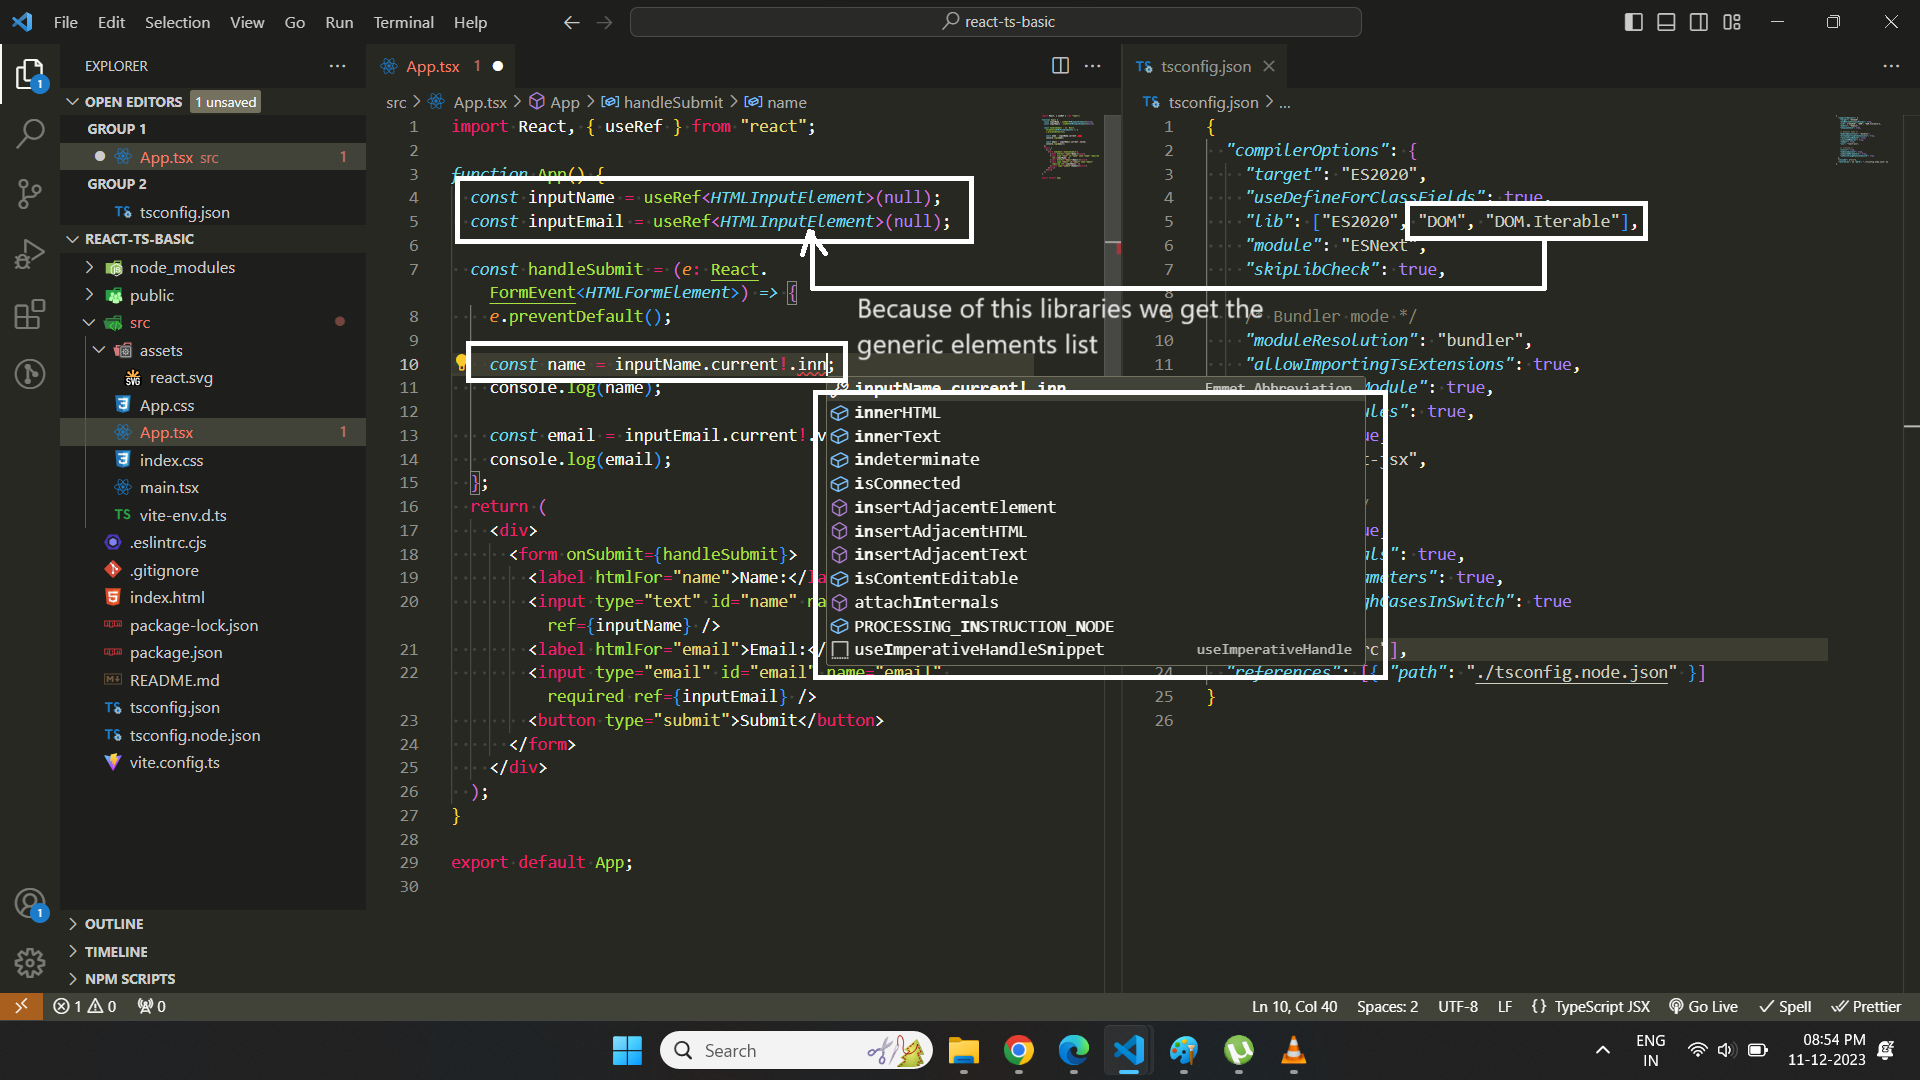 File Edit Selection View Go Run Terminal Help
react-ts-basic
EXPLORER
OPEN EDITORS 1 unsaved
GROUP 1
App.tsx src 1
GROUP 2
tsconfig.json
REACT-TS-BASIC
node_modules
public
src
assets
react.svg
App.css
App.tsx 1
index.css
main.tsx
vite-env.d.ts
.eslintrc.cjs
.gitignore
index.html
package-lock.json
package.json
README.md
tsconfig.json
tsconfig.node.json
vite.config.ts
OUTLINE
TIMELINE
NPM SCRIPTS
App.tsx 1
src > App.tsx > App > handleSubmit > name
1 import React, { useRef } from "react";
2
3 function App() {
4 const inputName = useRef<HTMLInputElement>(null);
5 const inputEmail = useRef<HTMLInputElement>(null);
6
7 const handleSubmit = (e: React.
FormEvent<HTMLFormElement>) => {
8 e.preventDefault();
9
10 const name = inputName.current!.inn;
11 console.log(name);
12
13 const email = inputEmail.current!.v
14 console.log(email);
15 };
16 return (
17 <div>
18 <form onSubmit={handleSubmit}>
19 <label htmlFor="name">Name:</la
20 <input type="text" id="name" na
ref={inputName} />
21 <label htmlFor="email">Email:</
22 <input type="email" id="email" name="email"
required ref={inputEmail} />
23 <button type="submit">Submit</button>
24 </form>
25 </div>
26 );
27 }
28
29 export default App;
30
Because of this libraries we get the
generic elements list
inputName.current!.inn Emmet Abbreviation
innerHTML
innerText
indeterminate
isConnected
insertAdjacentElement
insertAdjacentHTML
insertAdjacentText
isContentEditable
attachInternals
PROCESSING_INSTRUCTION_NODE
useImperativeHandleSnippet useImperativeHandle
tsconfig.json
tsconfig.json > ...
1 {
2 "compilerOptions": {
3 "target": "ES2020",
4 "useDefineForClassFields": true,
5 "lib": ["ES2020", "DOM", "DOM.Iterable"],
6 "module": "ESNext",
7 "skipLibCheck": true,
8
9 /* Bundler mode */
10 "moduleResolution": "bundler",
11 "allowImportingTsExtensions": true,
Module": true,
ules": true,
ue,
t-jsx",
ue,
als": true,
ameters": true,
ghCasesInSwitch": true
rc"],
24 "references": [{ "path": "./tsconfig.node.json" }]
25 }
26
1 0 0 Ln 10, Col 40 Spaces: 2 UTF-8 LF {} TypeScript JSX Go Live Spell Prettier
Search
ENG
IN
08:54 PM
11-12-2023